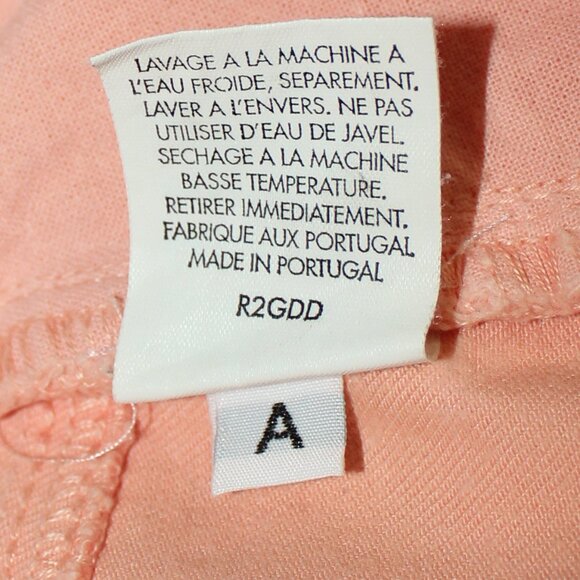 LAVAGE A LA MACHINE A
L'EAU FROIDE, SEPAREMENT.
LAVER A L'ENVERS. NE PAS
UTILISER D'EAU DE JAVEL.
SECHAGE A LA MACHINE
BASSE TEMPERATURE.
RETIRER IMMEDIATEMENT.
FABRIQUE AUX PORTUGAL
MADE IN PORTUGAL
R2GDD
A